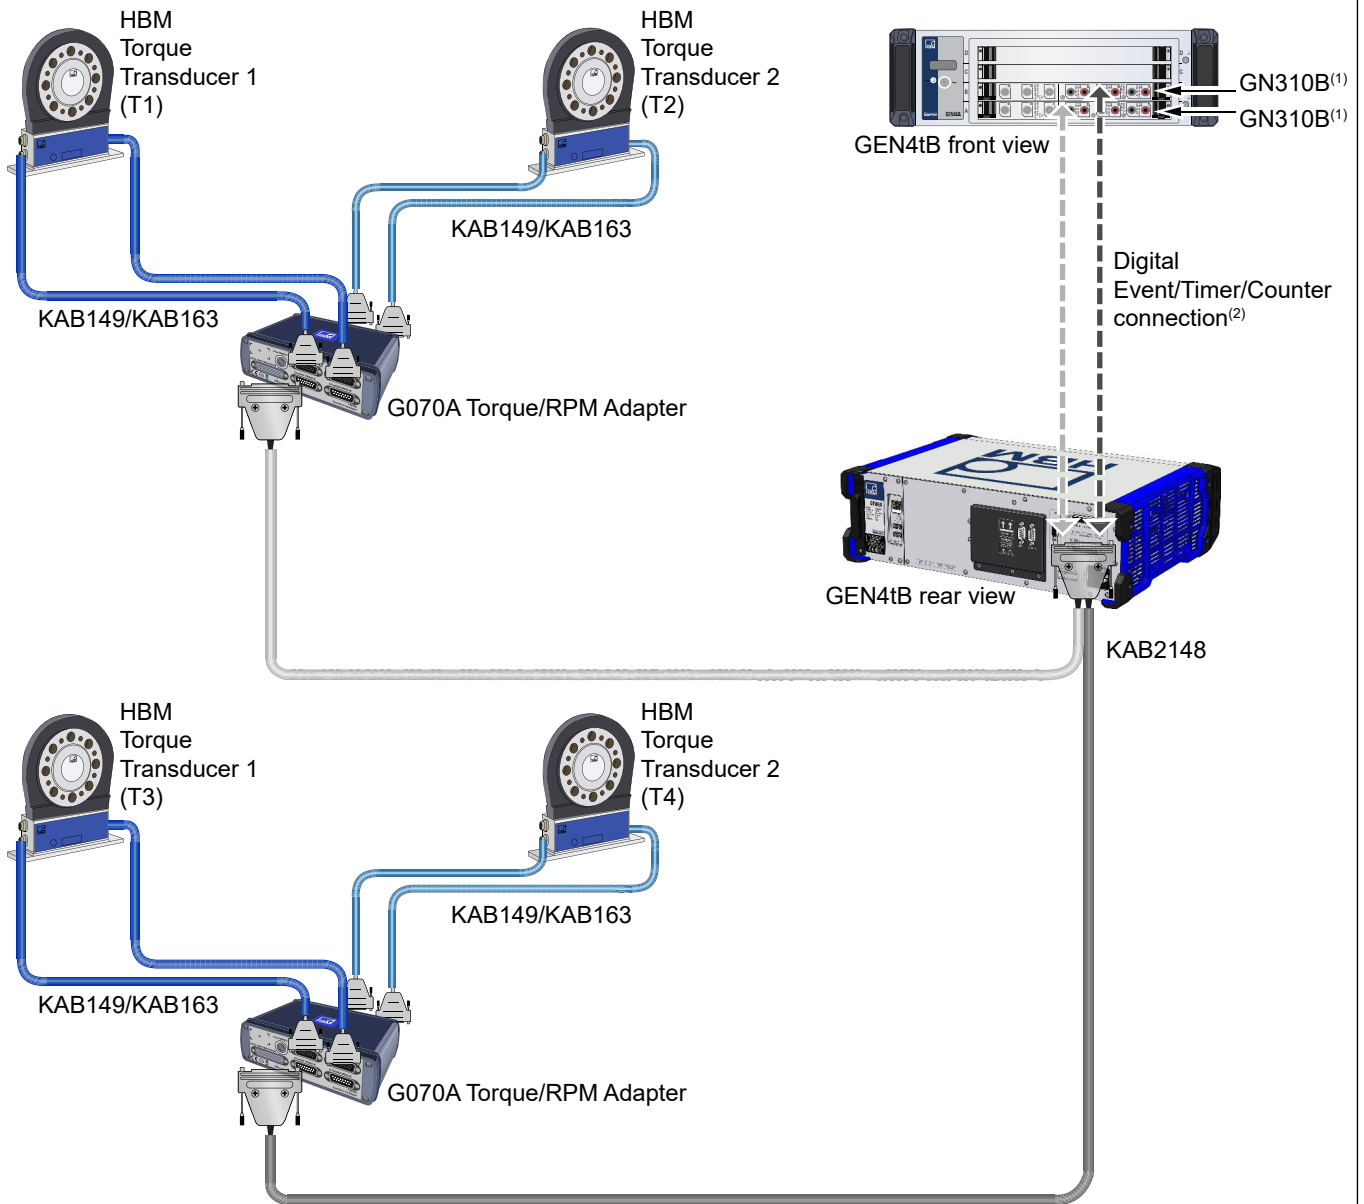 HBM
Torque
Transducer 1
(T1)
HBM
Torque
Transducer 2
(T2)
GN310B(1)
GN310B(1)
GEN4tB front view
KAB149/KAB163
KAB149/KAB163
Digital
Event/Timer/Counter
connection(2)
G070A Torque/RPM Adapter
HBM
GEN4tB rear view
KAB2148
HBM
Torque
Transducer 1
(T3)
HBM
Torque
Transducer 2
(T4)
KAB149/KAB163
KAB149/KAB163
G070A Torque/RPM Adapter